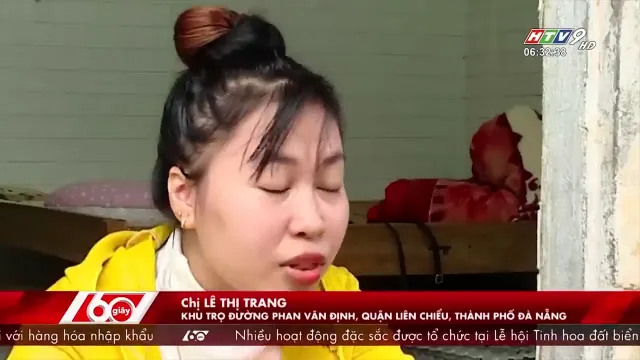 HTV9 HD
06:32:38
Chị LÊ THỊ TRANG
60 giây
KHU TRỌ ĐƯỜNG PHAN VĂN ĐỊNH, QUẬN LIÊN CHIỂU, THÀNH PHỐ ĐÀ NẴNG
i với hàng hóa nhập khẩu
Nhiều hoạt động đặc sắc được tổ chức tại Lễ hội Tinh hoa đất biển